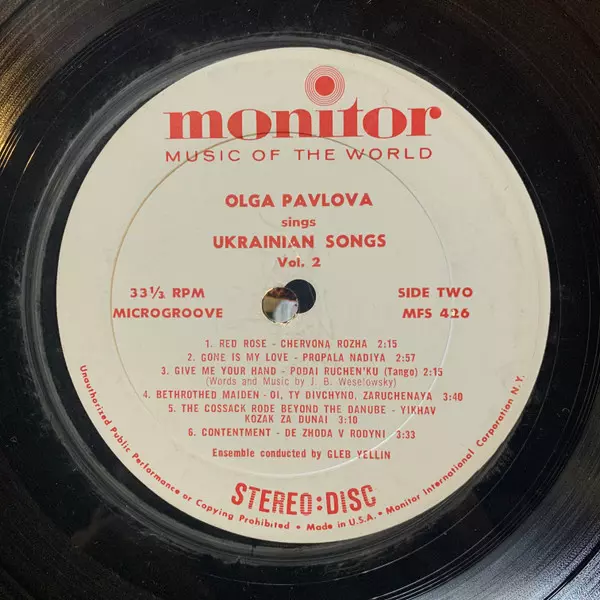 monitor
MUSIC OF THE WORLD
OLGA PAVLOVA
sings
UKRAINIAN SONGS
Vol. 2
33⅓ RPM
MICROGROOVE
SIDE TWO
MFS 426
1. RED ROSE - CHERVONA ROZHA 2:15
2. GONE IS MY LOVE - PROPALA NADIYA 2:57
3. GIVE ME YOUR HAND - PODAI RUCHEN'KU (Tango) 2:15
(Words and Music by J. B. Weselowsky)
4. BETHROTHED MAIDEN - OI, TY DIVCHYNO, ZARUCHENAYA 3:40
5. THE COSSACK RODE BEYOND THE DANUBE - YIKHAV
KOZAK ZA DUNAI 3:10
6. CONTENTMENT - DE ZHODA V RODYNI 3:33
Ensemble conducted by GLEB YELLIN
STEREO:DISC
Unauthorized Public Performance or Copying Prohibited • Made in U.S.A. • Monitor International Corporation N.Y.